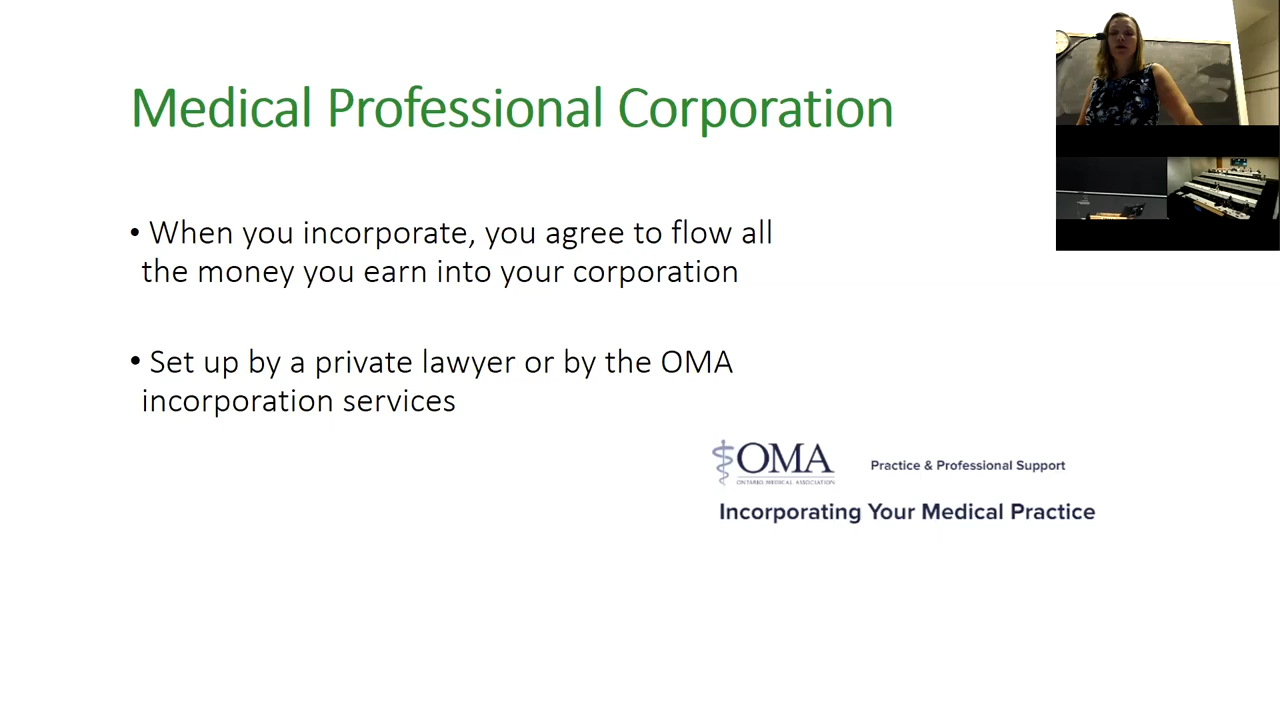 Medical Professional Corporation
• When you incorporate, you agree to flow all
the money you earn into your corporation
• Set up by a private lawyer or by the OMA
incorporation services
OMA
ONTARIO MEDICAL ASSOCIATION
Practice & Professional Support
Incorporating Your Medical Practice